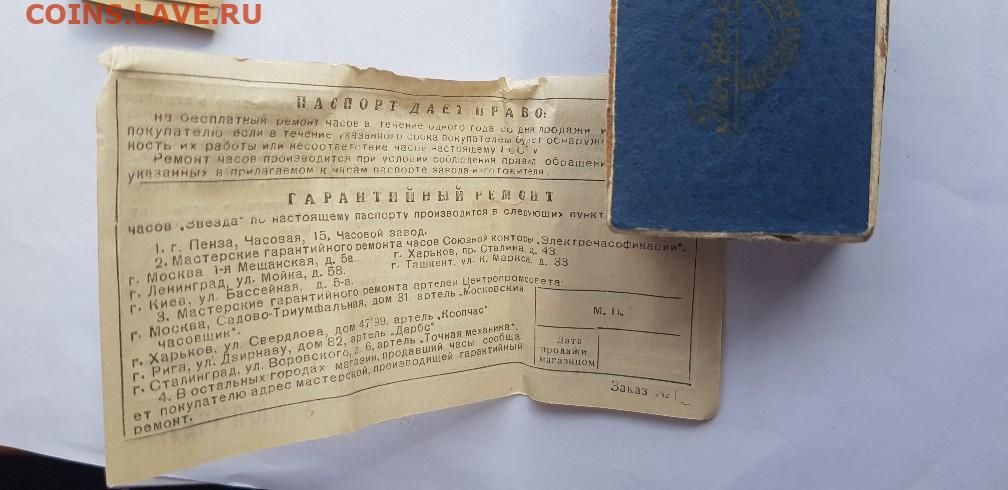 COINS.LAVE.RU
ПАСПОРТ ДАЕТ ПРАВО:
на бесплатный ремонт часов в течение одного года со дня продажи
покупателю если в течение указанного срока покупателем будет обнаруже
ность их работы или несоответствие часов настоящему
Ремонт часов производится при условии соблюдения правил обращени
указанных в прилагаемом к часам паспорте завода-изготовителя.
ГАРАНТИЙНЫЙ РЕМОНТ
часов „Звезда" по настоящему паспорту производится в следующих пункт
1. г. Пенза, Часовая, 15, Часовой завод.
2. Мастерские гарантийного ремонта часов Союзной конторы „Электрочасофикации".
г. Москва 1-я Мещанская, д. 5а г. Харьков, пр. Сталина, д. 43.
г. Ленинград, ул. Мойка, д. 58. г. Ташкент, ул. К. Маркса, д. 33
г. Киев, ул. Бассейная, д. 5-а.
3. Мастерские гарантийного ремонта артелей Центропромсовета:
г. Москва, Садово-Триумфальная, дом 31, артель „Московский
часовщик".
г. Харьков, ул. Свердлова, дом 47/39, артель „Коопчас"
г. Рига, ул. Дзирнаву, дом 82, артель „Дарбс"
г. Сталинград, ул. Воровского, д. 6, артель „Точная механика".
4. В остальных городах магазин, продавший часы сооbща
ет покупателю адрес мастерской, производящей гарантийный
ремонт.
М. П.
Дата
продажи
магазином
Заказ №